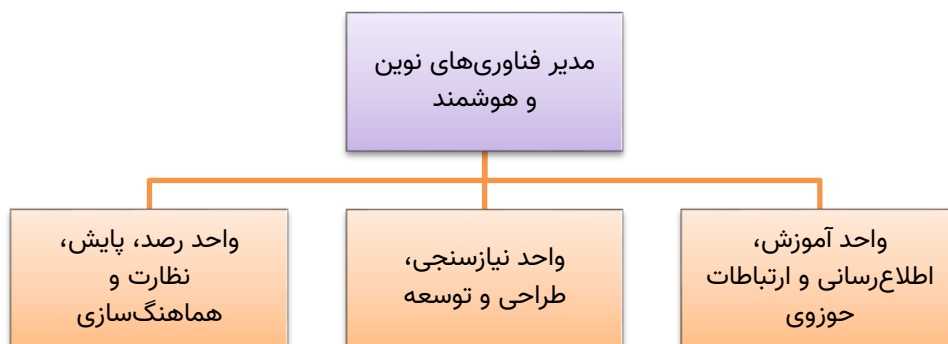 مدیر فناوری‌های نوین
و هوشمند
واحد آموزش،
اطلاع‌رسانی و ارتباطات
حوزوی
واحد نیازسنجی،
طراحی و توسعه
واحد رصد، پایش،
نظارت و
هماهنگ‌سازی